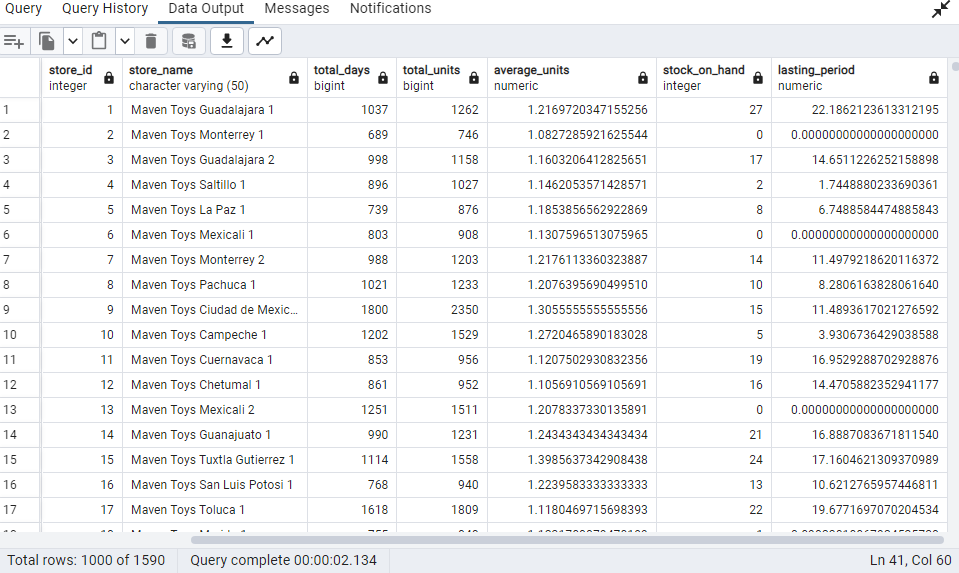 Query Query History Data Output Messages Notifications
store_id store_name total_days total_units average_units stock_on_hand lasting_period
integer character varying (50) bigint bigint numeric integer numeric
1 1 Maven Toys Guadalajara 1 1037 1262 1.2169720347155256 27 22.1862123613312195
2 2 Maven Toys Monterrey 1 689 746 1.0827285921625544 0 0.00000000000000000000
3 3 Maven Toys Guadalajara 2 998 1158 1.1603206412825651 17 14.6511226252158898
4 4 Maven Toys Saltillo 1 896 1027 1.1462053571428571 2 1.7448880233690361
5 5 Maven Toys La Paz 1 739 876 1.1853856562922869 8 6.7488584474885843
6 6 Maven Toys Mexicali 1 803 908 1.1307596513075965 0 0.00000000000000000000
7 7 Maven Toys Monterrey 2 988 1203 1.2176113360323887 14 11.4979218620116372
8 8 Maven Toys Pachuca 1 1021 1233 1.2076395690499510 10 8.2806163828061640
9 9 Maven Toys Ciudad de Mexic... 1800 2350 1.3055555555555556 15 11.4893617021276592
10 10 Maven Toys Campeche 1 1202 1529 1.2720465890183028 5 3.9306736429038588
11 11 Maven Toys Cuernavaca 1 853 956 1.1207502930832356 19 16.9529288702928876
12 12 Maven Toys Chetumal 1 861 952 1.1056910569105691 16 14.4705882352941177
13 13 Maven Toys Mexicali 2 1251 1511 1.2078337330135891 0 0.00000000000000000000
14 14 Maven Toys Guanajuato 1 990 1231 1.2434343434343434 21 16.8887083671811540
15 15 Maven Toys Tuxtla Gutierrez 1 1114 1558 1.3985637342908438 24 17.1604621309370989
16 16 Maven Toys San Luis Potosi 1 768 940 1.2239583333333333 13 10.6212765957446811
17 17 Maven Toys Toluca 1 1618 1809 1.1180469715698393 22 19.6771697070204534
Total rows: 1000 of 1590 Query complete 00:00:02.134 Ln 41, Col 60